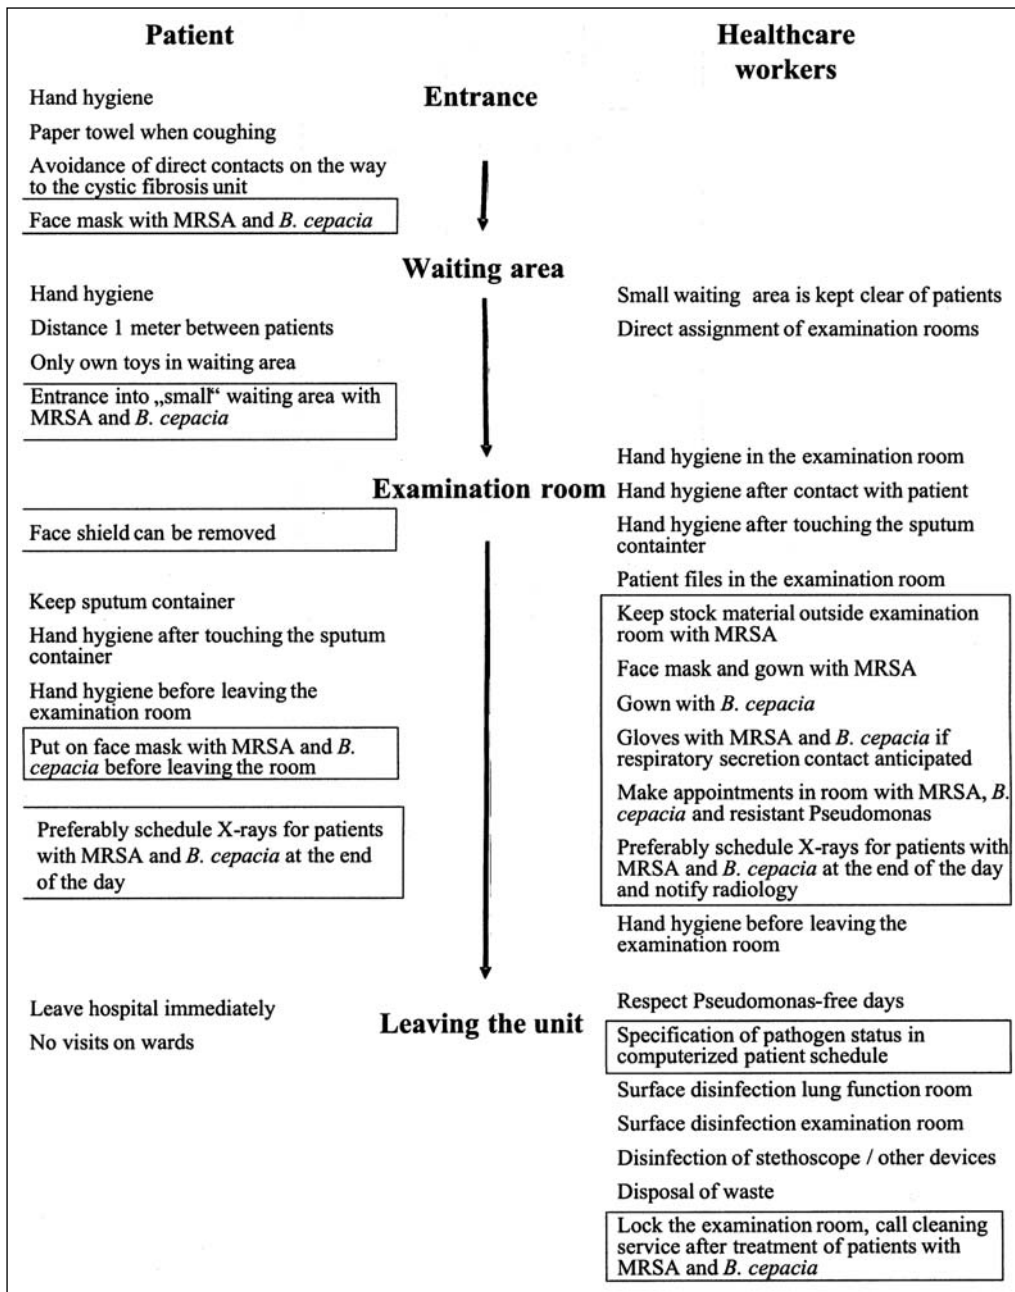 Patient
Healthcare
workers
Entrance
Hand hygiene
Paper towel when coughing
Avoidance of direct contacts on the way
to the cystic fibrosis unit
Face mask with MRSA and B. cepacia
Waiting area
Hand hygiene
Distance 1 meter between patients
Only own toys in waiting area
Entrance into „small“ waiting area with
MRSA and B. cepacia
Small waiting area is kept clear of patients
Direct assignment of examination rooms
Examination room
Face shield can be removed
Keep sputum container
Hand hygiene after touching the sputum
container
Hand hygiene before leaving the
examination room
Put on face mask with MRSA and B.
cepacia before leaving the room
Preferably schedule X-rays for patients
with MRSA and B. cepacia at the end
of the day
Hand hygiene in the examination room
Hand hygiene after contact with patient
Hand hygiene after touching the sputum
containter
Patient files in the examination room
Keep stock material outside examination
room with MRSA
Face mask and gown with MRSA
Gown with B. cepacia
Gloves with MRSA and B. cepacia if
respiratory secretion contact anticipated
Make appointments in room with MRSA, B.
cepacia and resistant Pseudomonas
Preferably schedule X-rays for patients with
MRSA and B. cepacia at the end of the day
and notify radiology
Hand hygiene before leaving the
examination room
Leaving the unit
Leave hospital immediately
No visits on wards
Respect Pseudomonas-free days
Specification of pathogen status in
computerized patient schedule
Surface disinfection lung function room
Surface disinfection examination room
Disinfection of stethoscope / other devices
Disposal of waste
Lock the examination room, call cleaning
service after treatment of patients with
MRSA and B. cepacia